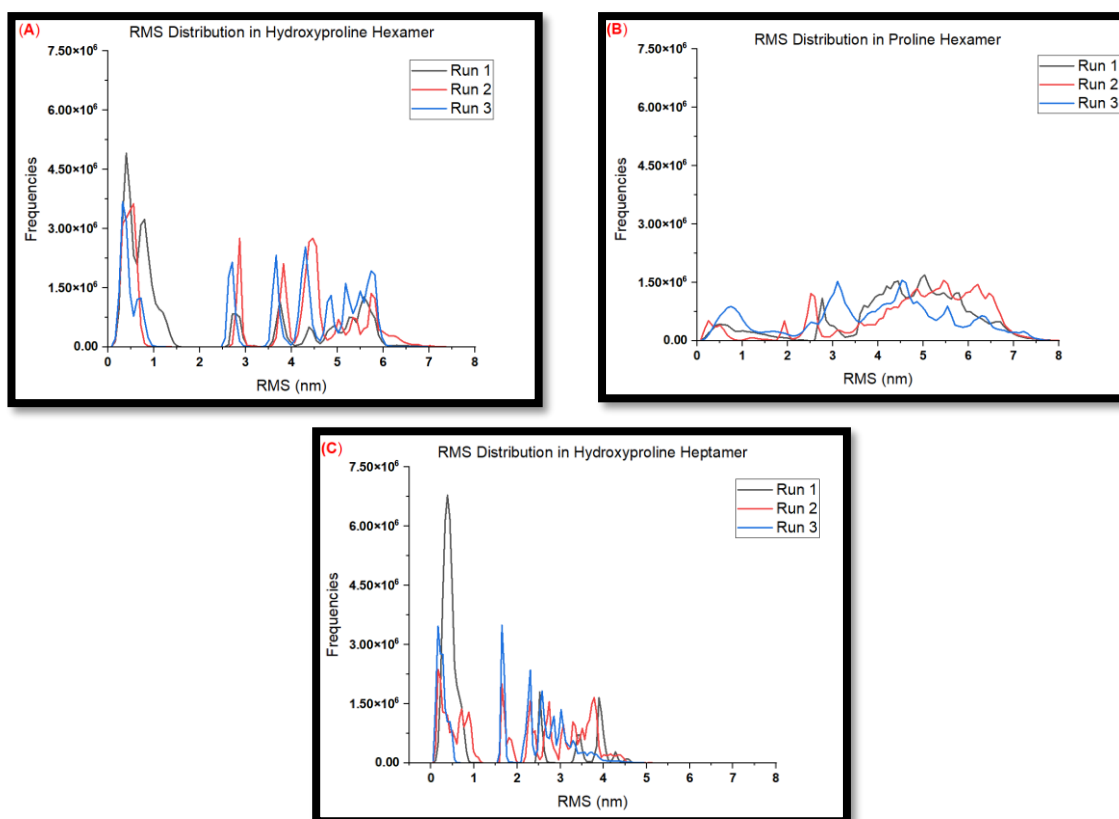 (A)
RMS Distribution in Hydroxyproline Hexamer
7.50×10⁶
6.00×10⁶
4.50×10⁶
3.00×10⁶
1.50×10⁶
0.00
Frequencies
Run 1
Run 2
Run 3
0 1 2 3 4 5 6 7 8
RMS (nm)
(B)
RMS Distribution in Proline Hexamer
7.50×10⁶
6.00×10⁶
4.50×10⁶
3.00×10⁶
1.50×10⁶
0.00
Frequencies
Run 1
Run 2
Run 3
0 1 2 3 4 5 6 7 8
RMS (nm)
(C)
RMS Distribution in Hydroxyproline Heptamer
7.50×10⁶
6.00×10⁶
4.50×10⁶
3.00×10⁶
1.50×10⁶
0.00
Frequencies
Run 1
Run 2
Run 3
0 1 2 3 4 5 6 7 8
RMS (nm)